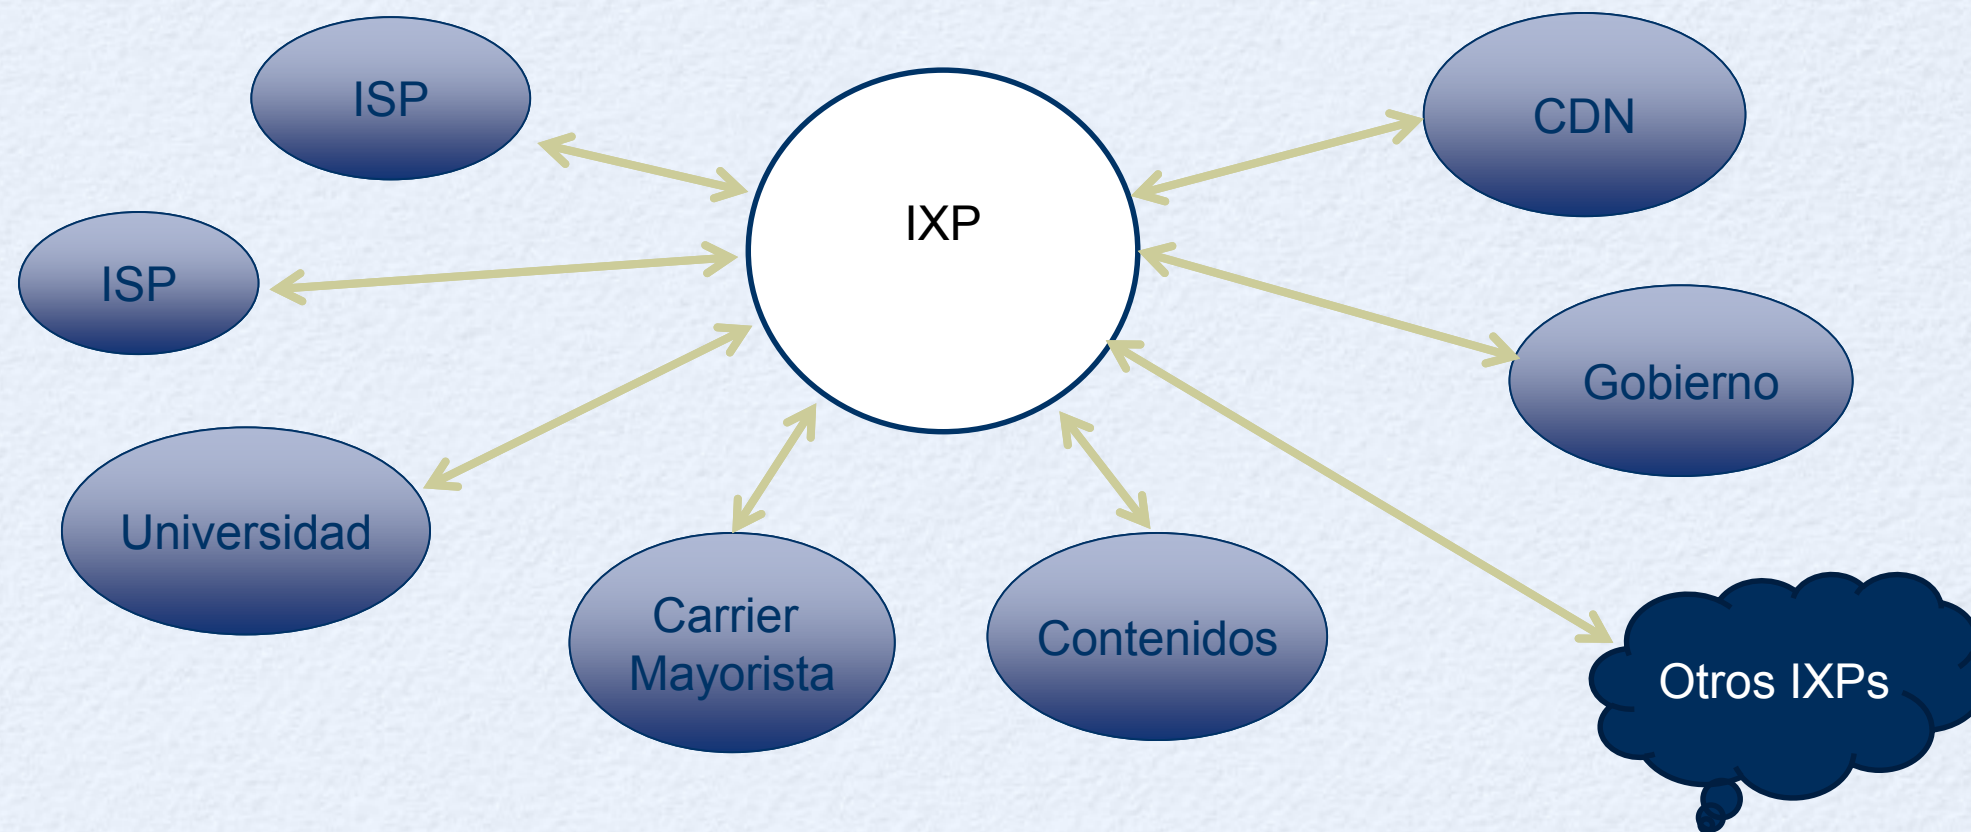 ISP
CDN
IXP
ISP
Gobierno
Universidad
Carrier
Mayorista
Contenidos
Otros IXPs